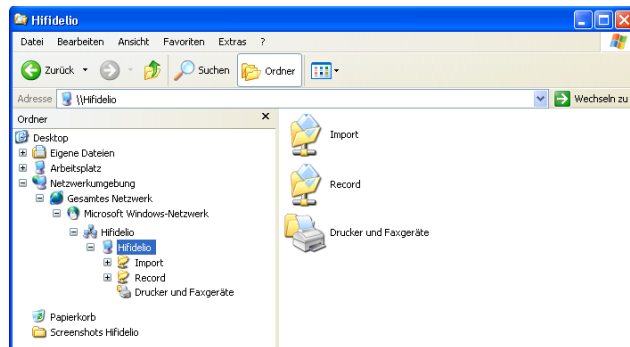 Hifidelio
Datei Bearbeiten Ansicht Favoriten Extras ?
Zurück Suchen Ordner
Adresse \\Hifidelio Wechseln zu
Ordner x
Desktop
Eigene Dateien
Arbeitsplatz
Netzwerkumgebung
Gesamtes Netzwerk
Microsoft Windows-Netzwerk
Hifidelio
Hifidelio
Import
Record
Drucker und Faxgeräte
Papierkorb
Screenshots Hifidelio
Import
Record
Drucker und Faxgeräte